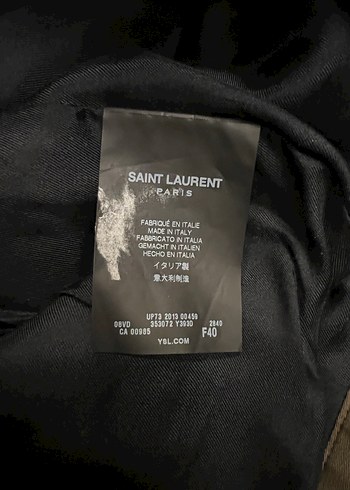 SAINT LAURENT
PARIS
FABRIQUÉ EN ITALIE
MADE IN ITALY
FABBRICATO IN ITALIA
GEMACHT IN ITALIEN
HECHO EN ITALIA
イタリア製
意大利制造
UP73 2013 00459
08VD 353072 Y393D 2840
CA 00985 F40
YSL.COM